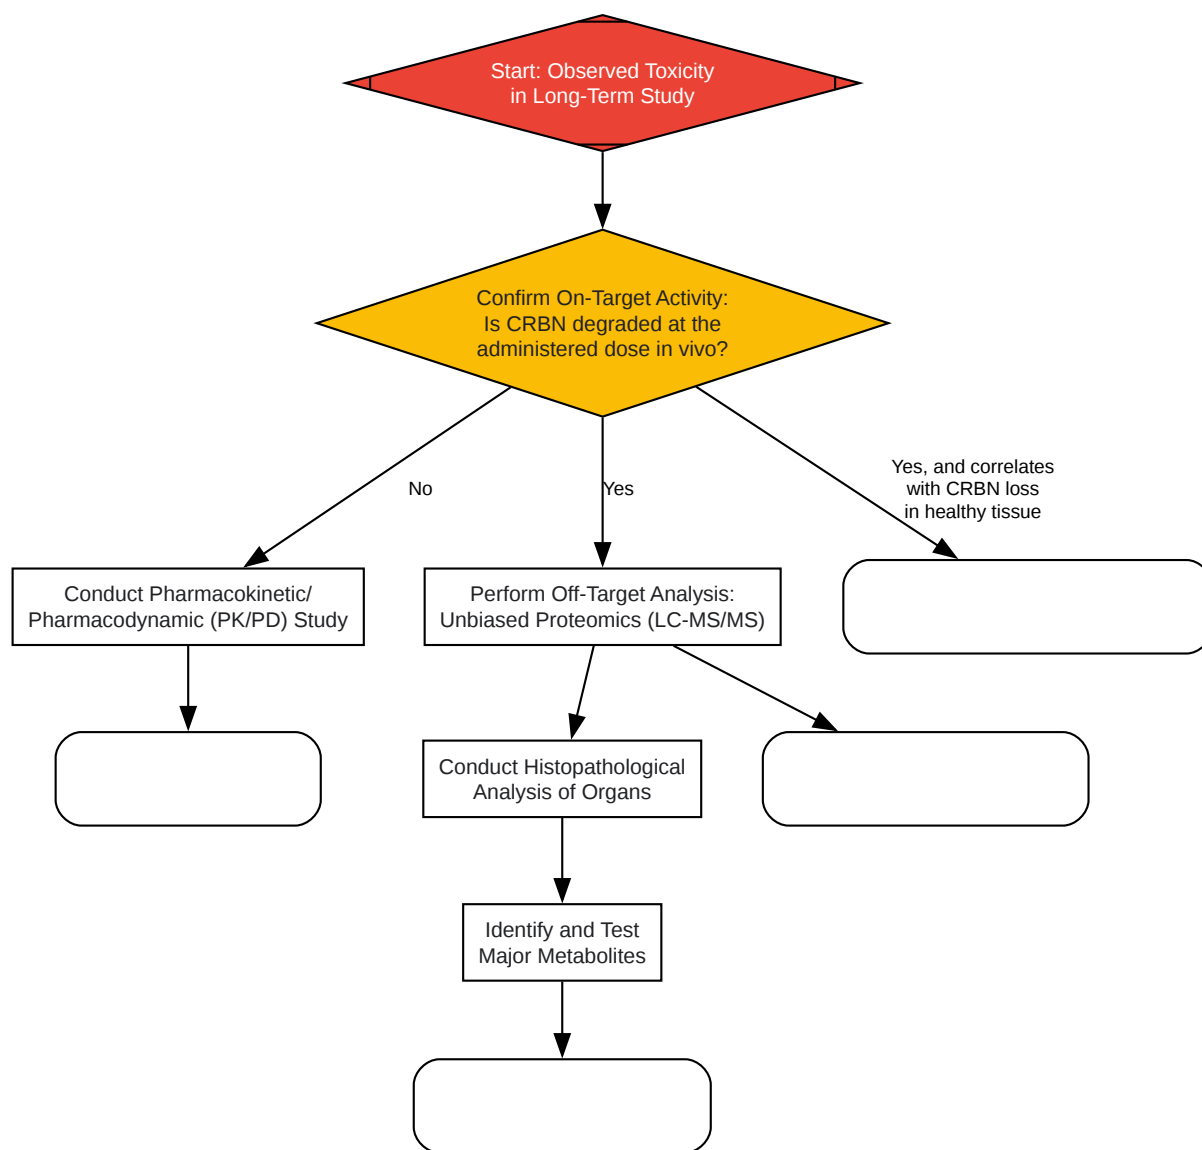 Start: Observed Toxicity
in Long-Term Study
Confirm On-Target Activity:
Is CRBN degraded at the
administered dose in vivo?
No
Yes
Yes, and correlates
with CRBN loss
in healthy tissue
Conduct Pharmacokinetic/
Pharmacodynamic (PK/PD) Study
Perform Off-Target Analysis:
Unbiased Proteomics (LC-MS/MS)
Conduct Histopathological
Analysis of Organs
Identify and Test
Major Metabolites